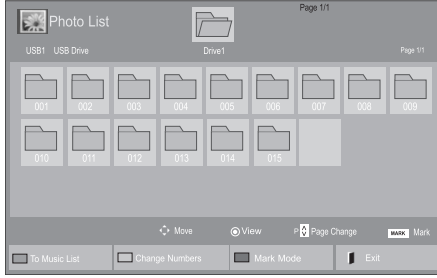 Page 1/1
Photo List
USB1 USB Drive Drive1 Page 1/1
001 002 003 004 005 006 007 008 009
010 011 012 013 014 015
Move View P Page Change MARK Mark
To Music List Change Numbers Mark Mode Exit